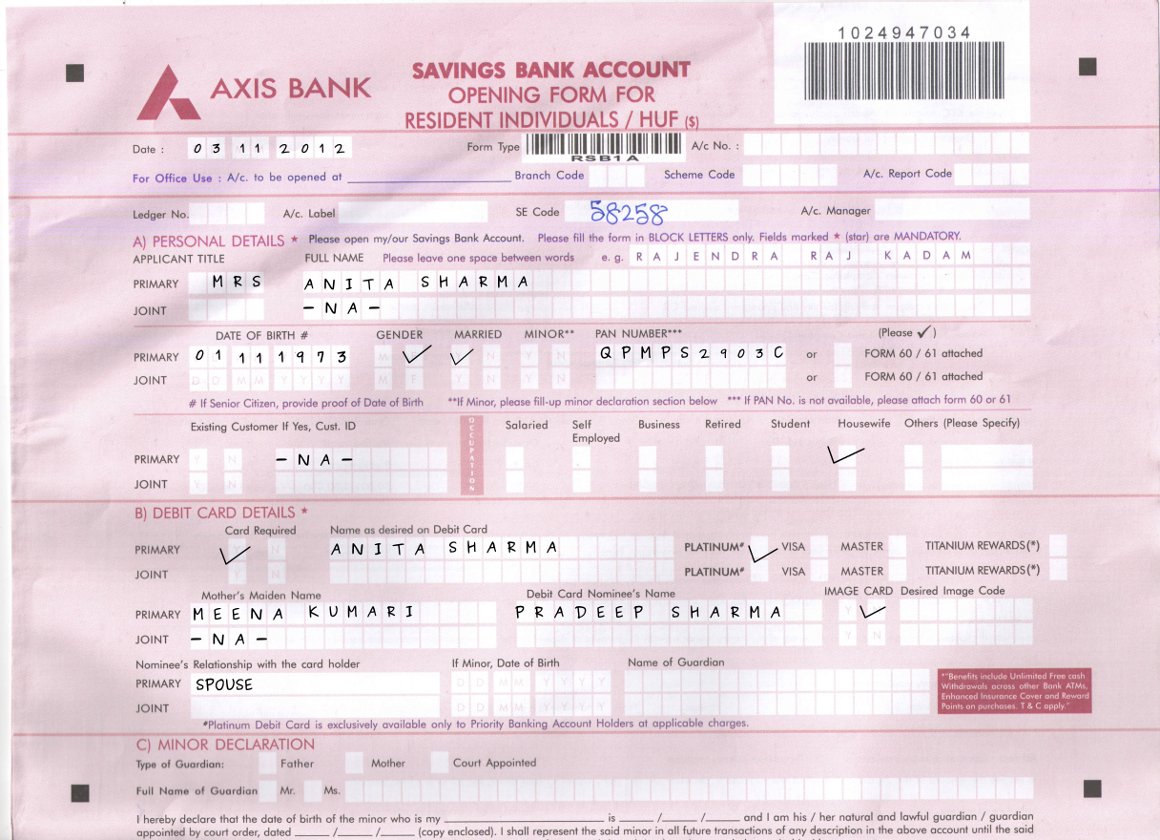 1024947034
AXIS BANK
SAVINGS BANK ACCOUNT
OPENING FORM FOR
RESIDENT INDIVIDUALS / HUF ($)
Date : 03 11 2012 Form Type RSB1A A/c No. :
For Office Use : A/c. to be opened at Branch Code Scheme Code A/c. Report Code
Ledger No. A/c. Label SE Code 58258 A/c. Manager
A) PERSONAL DETAILS * Please open my/our Savings Bank Account. Please fill the form in BLOCK LETTERS only. Fields marked * (star) are MANDATORY.
APPLICANT TITLE FULL NAME Please leave one space between words e. g. RAJENDRA RAJ KADAM
PRIMARY MRS ANITA SHARMA
JOINT - NA -
DATE OF BIRTH # GENDER MARRIED MINOR** PAN NUMBER*** (Please ✓)
PRIMARY 01 11 1973 M ✓ ✓ N Y N QPMPS2903C or FORM 60 / 61 attached
JOINT D D M M Y Y Y Y M F Y N Y N or FORM 60 / 61 attached
# If Senior Citizen, provide proof of Date of Birth **If Minor, please fill-up minor declaration section below *** If PAN No. is not available, please attach form 60 or 61
Existing Customer If Yes, Cust. ID OCCUPATION Salaried Self Employed Business Retired Student Housewife Others (Please Specify)
PRIMARY Y N - NA - ✓
JOINT Y N
B) DEBIT CARD DETAILS *
Card Required Name as desired on Debit Card
PRIMARY ✓ N ANITA SHARMA PLATINUM# ✓ VISA MASTER TITANIUM REWARDS(*)
JOINT Y N PLATINUM# VISA MASTER TITANIUM REWARDS(*)
Mother's Maiden Name Debit Card Nominee's Name IMAGE CARD Desired Image Code
PRIMARY MEENA KUMARI PRADEEP SHARMA Y ✓
JOINT - NA - Y N
Nominee's Relationship with the card holder If Minor, Date of Birth Name of Guardian
PRIMARY SPOUSE D D M M Y Y Y Y
JOINT D D M M Y Y Y Y
"*Benefits include Unlimited Free cash
Withdrawals across other Bank ATMs,
Enhanced Insurance Cover and Reward
Points on purchases. T & C apply."
#Platinum Debit Card is exclusively available only to Priority Banking Account Holders at applicable charges.
C) MINOR DECLARATION
Type of Guardian: Father Mother Court Appointed
Full Name of Guardian Mr. Ms.
I hereby declare that the date of birth of the minor who is my ____ is ____/____/____ and I am his / her natural and lawful guardian / guardian
appointed by court order, dated ____/____/____ (copy enclosed). I shall represent the said minor in all future transactions of any description in the above account until the said